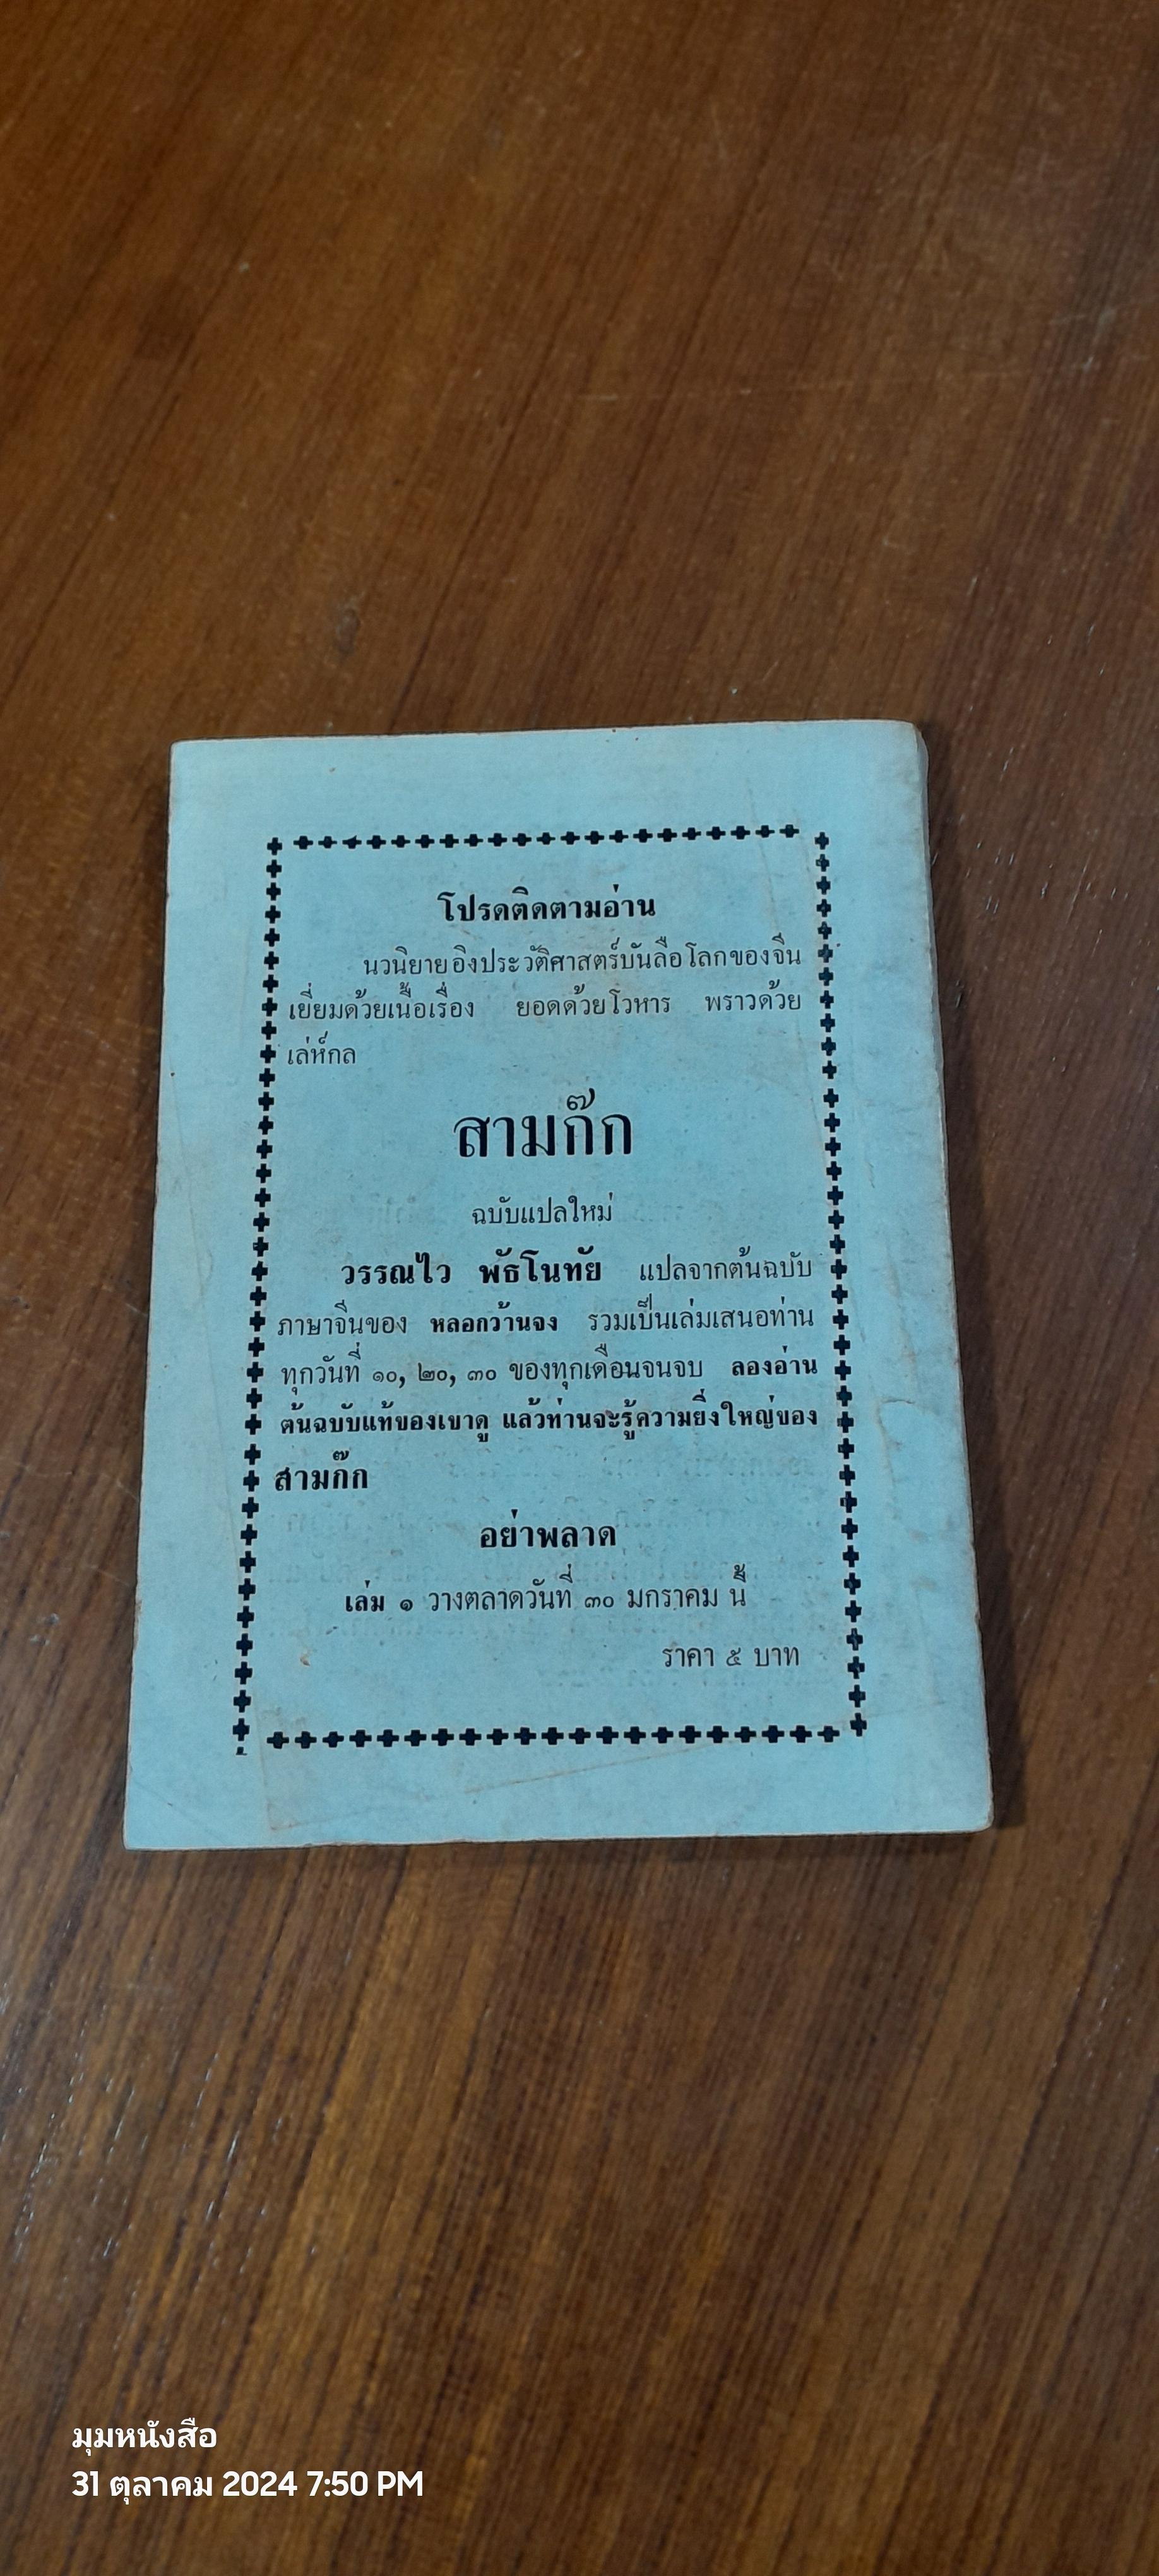 โปรดติดตามอ่าน
นวนิยายอิงประวัติศาสตร์บันลือโลกของจีน
เยี่ยมด้วยเนื้อเรื่อง ยอดด้วยโวหาร พราวด้วย
เล่ห์กล
สามก๊ก
ฉบับแปลใหม่
วรรณไว พัธโนทัย แปลจากต้นฉบับ
ภาษาจีนของ หลอกว้านจง รวมเป็นเล่มเสนอท่าน
ทุกวันที่ ๑๐, ๒๐, ๓๐ ของทุกเดือนจนจบ ลองอ่าน
ต้นฉบับแท้ของเขาดู แล้วท่านจะรู้ความยิ่งใหญ่ของ
สามก๊ก
อย่าพลาด
เล่ม ๑ วางตลาดวันที่ ๓๐ มกราคม นี้
ราคา ๕ บาท
มุมหนังสือ
31 ตุลาคม 2024 7:50 PM